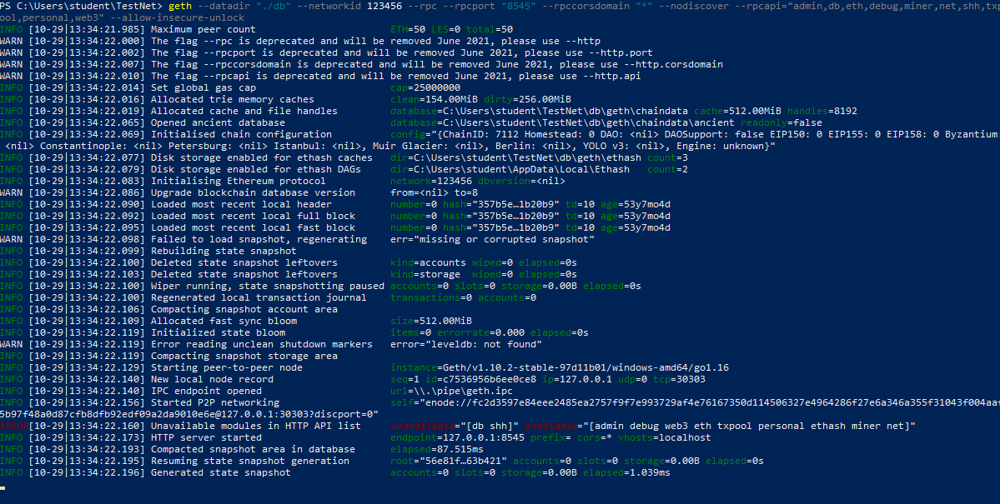 PS C:\Users\student\TestNet> geth --datadir "./db" --networkid 123456 --rpc --rpcport "8545" --rpccorsdomain "*" --nodiscover --rpcapi="admin,db,eth,debug,miner,net,shh,txp
ool,personal,web3" --allow-insecure-unlock
INFO [10-29|13:34:21.985] Maximum peer count ETH=50 LES=0 total=50
WARN [10-29|13:34:22.000] The flag --rpc is deprecated and will be removed June 2021, please use --http
WARN [10-29|13:34:22.002] The flag --rpcport is deprecated and will be removed June 2021, please use --http.port
WARN [10-29|13:34:22.007] The flag --rpccorsdomain is deprecated and will be removed June 2021, please use --http.corsdomain
WARN [10-29|13:34:22.010] The flag --rpcapi is deprecated and will be removed June 2021, please use --http.api
INFO [10-29|13:34:22.014] Set global gas cap cap=25000000
INFO [10-29|13:34:22.016] Allocated trie memory caches clean=154.00MiB dirty=256.00MiB
INFO [10-29|13:34:22.019] Allocated cache and file handles database=C:\Users\student\TestNet\db\geth\chaindata cache=512.00MiB handles=8192
INFO [10-29|13:34:22.065] Opened ancient database database=C:\Users\student\TestNet\db\geth\chaindata\ancient readonly=false
INFO [10-29|13:34:22.069] Initialised chain configuration config="{ChainID: 7112 Homestead: 0 DAO: <nil> DAOSupport: false EIP150: 0 EIP155: 0 EIP158: 0 Byzantium:
<nil> Constantinople: <nil> Petersburg: <nil> Istanbul: <nil>, Muir Glacier: <nil>, Berlin: <nil>, YOLO v3: <nil>, Engine: unknown}"
INFO [10-29|13:34:22.077] Disk storage enabled for ethash caches dir=C:\Users\student\TestNet\db\geth\ethash count=3
INFO [10-29|13:34:22.079] Disk storage enabled for ethash DAGs dir=C:\Users\student\AppData\Local\Ethash count=2
INFO [10-29|13:34:22.083] Initialising Ethereum protocol network=123456 dbversion=<nil>
WARN [10-29|13:34:22.086] Upgrade blockchain database version from=<nil> to=8
INFO [10-29|13:34:22.090] Loaded most recent local header number=0 hash="357b5e…1b20b9" td=10 age=53y7mo4d
INFO [10-29|13:34:22.092] Loaded most recent local full block number=0 hash="357b5e…1b20b9" td=10 age=53y7mo4d
INFO [10-29|13:34:22.095] Loaded most recent local fast block number=0 hash="357b5e…1b20b9" td=10 age=53y7mo4d
WARN [10-29|13:34:22.098] Failed to load snapshot, regenerating err="missing or corrupted snapshot"
INFO [10-29|13:34:22.099] Rebuilding state snapshot
INFO [10-29|13:34:22.100] Deleted state snapshot leftovers kind=accounts wiped=0 elapsed=0s
INFO [10-29|13:34:22.103] Deleted state snapshot leftovers kind=storage wiped=0 elapsed=0s
INFO [10-29|13:34:22.100] Wiper running, state snapshotting paused accounts=0 slots=0 storage=0.00B elapsed=0s
INFO [10-29|13:34:22.100] Regenerated local transaction journal transactions=0 accounts=0
INFO [10-29|13:34:22.106] Compacting snapshot account area
INFO [10-29|13:34:22.109] Allocated fast sync bloom size=512.00MiB
INFO [10-29|13:34:22.119] Initialized state bloom items=0 errorrate=0.000 elapsed=0s
WARN [10-29|13:34:22.119] Error reading unclean shutdown markers error="leveldb: not found"
INFO [10-29|13:34:22.119] Compacting snapshot storage area
INFO [10-29|13:34:22.129] Starting peer-to-peer node instance=Geth/v1.10.2-stable-97d11b01/windows-amd64/go1.16
INFO [10-29|13:34:22.140] New local node record seq=1 id=c7536956b6ee0ce8 ip=127.0.0.1 udp=0 tcp=30303
INFO [10-29|13:34:22.140] IPC endpoint opened url=\\.\pipe\geth.ipc
INFO [10-29|13:34:22.156] Started P2P networking self="enode://fc2d3597e84eee2485ea2757f9f7e993729af4e76167350d114506327e4964286f27e6a346a355f31043f004aaf
5b97f48a0d87cfb8dfb92edf09a2da9010e6e@127.0.0.1:30303?discport=0"
ERROR[10-29|13:34:22.160] Unavailable modules in HTTP API list unavailable="[db shh]" available="[admin debug web3 eth txpool personal ethash miner net]"
INFO [10-29|13:34:22.173] HTTP server started endpoint=127.0.0.1:8545 prefix= cors=* vhosts=localhost
INFO [10-29|13:34:22.193] Compacted snapshot area in database elapsed=87.515ms
INFO [10-29|13:34:22.195] Resuming state snapshot generation root="56e81f…63b421" accounts=0 slots=0 storage=0.00B elapsed=0s
INFO [10-29|13:34:22.196] Generated state snapshot accounts=0 slots=0 storage=0.00B elapsed=1.039ms